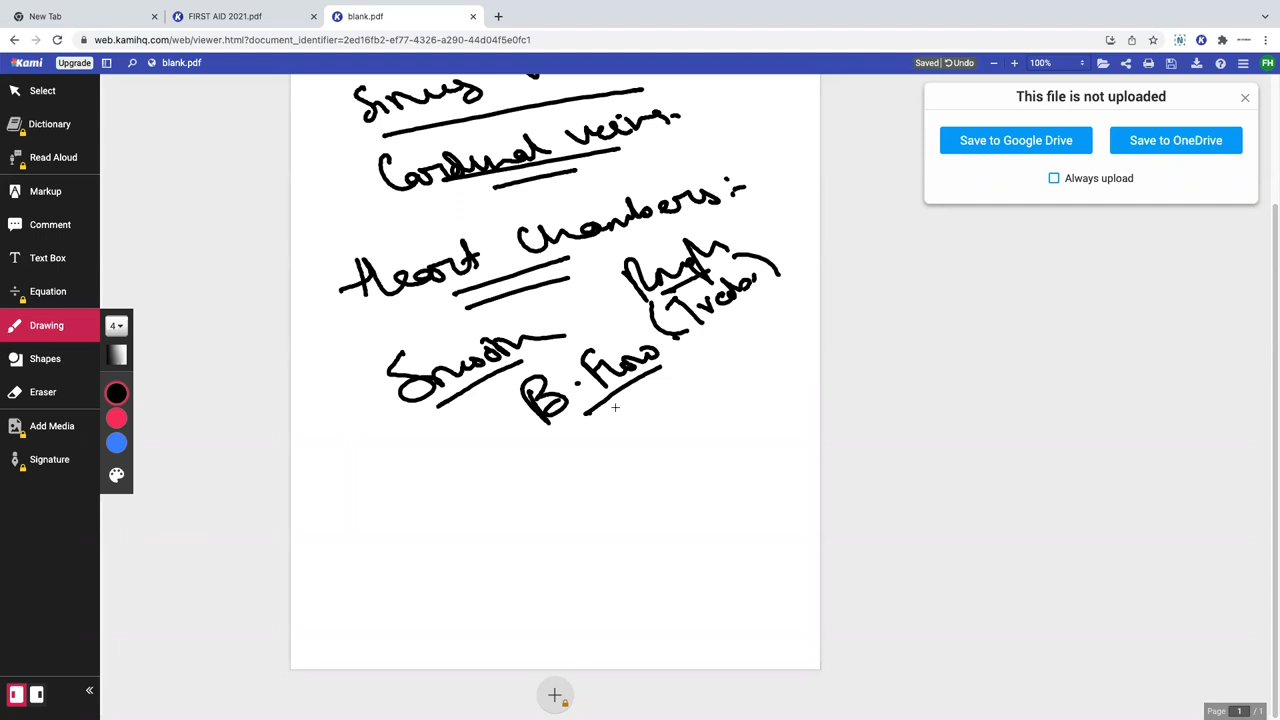 New Tab
FIRST AID 2021.pdf
blank.pdf
web.kamihq.com/web/viewer.html?document_identifier=2ed16fb2-ef77-4326-a290-44d04f5e0fc1
Kami
Upgrade
blank.pdf
Saved
Undo
100%
FH
This file is not uploaded
Save to Google Drive
Save to OneDrive
Always upload
Select
Dictionary
Read Aloud
Markup
Comment
Text Box
Equation
Drawing
Shapes
Eraser
Add Media
Signature
4
Sinus
Cardinal Veins.
Heart Chambers :-
Smooth
B. Flow
Page 1 / 1